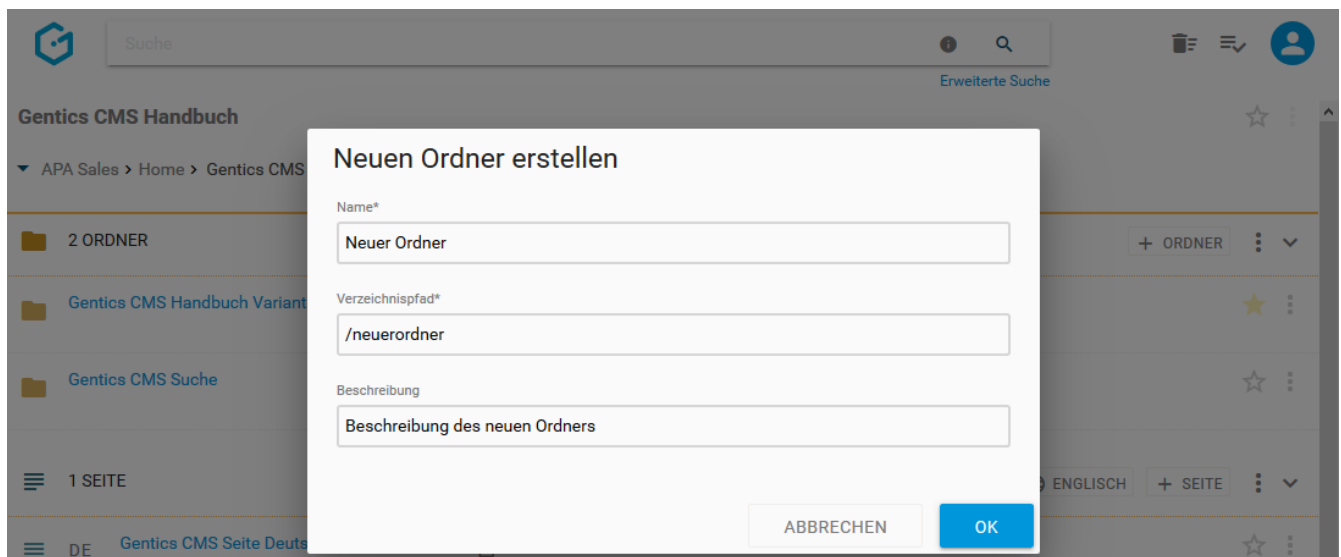 Suche
Erweiterte Suche
Gentics CMS Handbuch
APA Sales > Home > Gentics CMS
Neuen Ordner erstellen
Name*
Neuer Ordner
Verzeichnispfad*
/neuerordner
Beschreibung
Beschreibung des neuen Ordners
ABBRECHEN
OK
2 ORDNER
+ ORDNER
Gentics CMS Handbuch Variant
Gentics CMS Suche
1 SEITE
ENGLISCH
+ SEITE
DE
Gentics CMS Seite Deuts